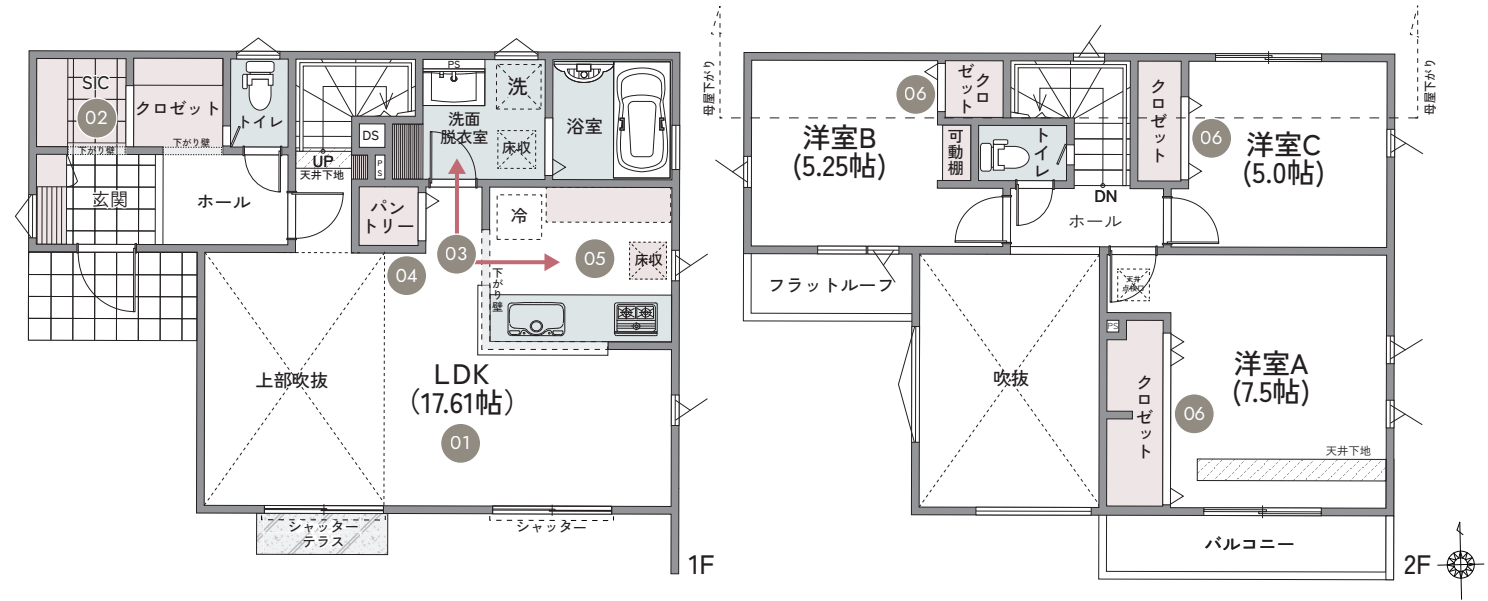 SIC
02
クロゼット
トイレ
下がり壁
下がり壁
玄関
ホール
UP
天井下地
DS
PS
PS
洗面
脱衣室
洗
床収
浴室
パン
トリー
冷
03
04
05
床収
下がり壁
上部吹抜
LDK
(17.61帖)
01
シャッター
テラス
シャッター
1F
母屋下がり
洋室B
(5.25帖)
06
クロ
ゼット
可動棚
トイレ
DN
ホール
クロゼット
06
洋室C
(5.0帖)
母屋下がり
フラットルーフ
天井
点検口
PS
吹抜
クロゼット
洋室A
(7.5帖)
06
天井下地
バルコニー
2F